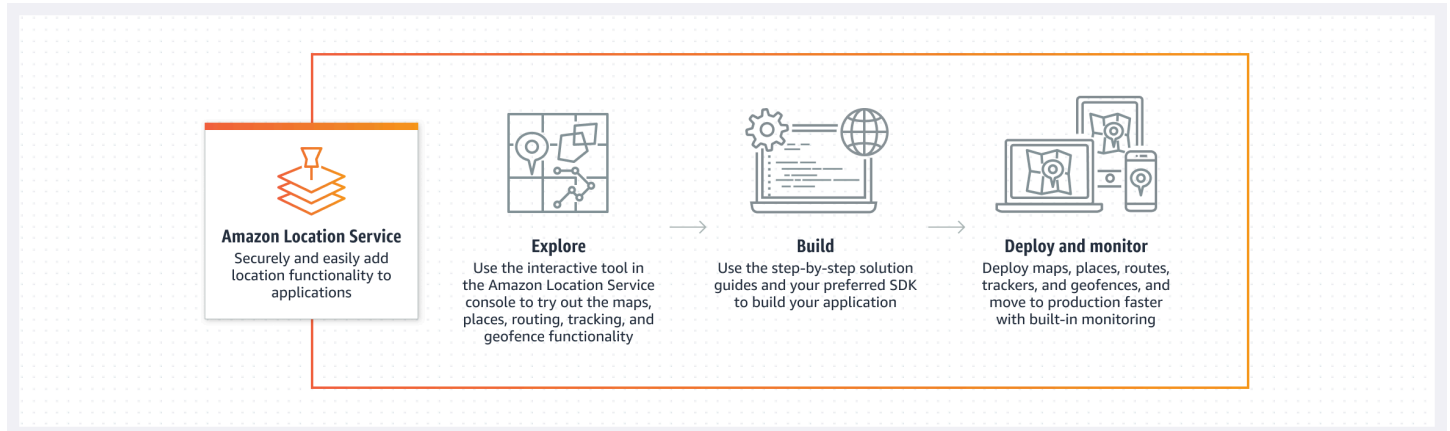 Amazon Location Service
Securely and easily add
location functionality to
applications
Explore
Use the interactive tool in
the Amazon Location Service
console to try out the maps,
places, routing, tracking, and
geofence functionality
Build
Use the step-by-step solution
guides and your preferred SDK
to build your application
Deploy and monitor
Deploy maps, places, routes,
trackers, and geofences, and
move to production faster
with built-in monitoring